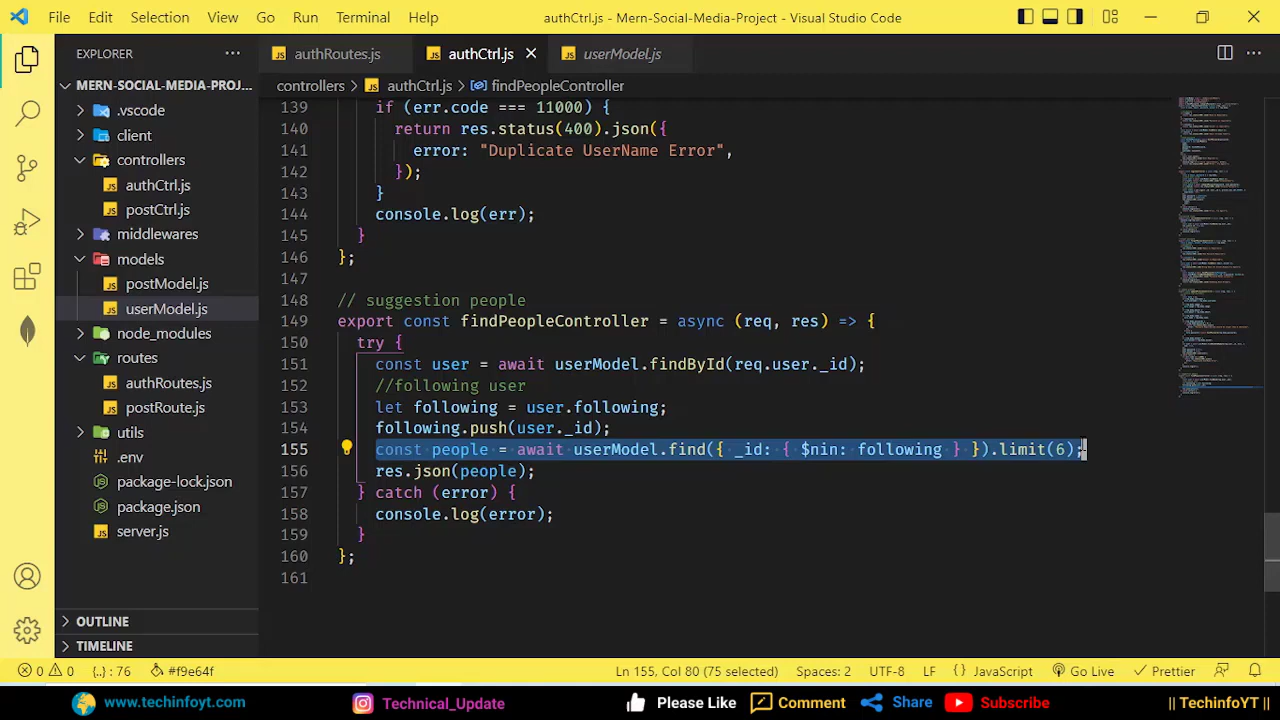 File Edit Selection View Go Run Terminal Help authCtrl.js - Mern-Social-Media-Project - Visual Studio Code
EXPLORER
authRoutes.js authCtrl.js userModel.js
MERN-SOCIAL-MEDIA-PROJ...
controllers > authCtrl.js > findPeopleController
.vscode
client
controllers
authCtrl.js
postCtrl.js
middlewares
models
postModel.js
userModel.js
node_modules
routes
authRoutes.js
postRoute.js
utils
.env
package-lock.json
package.json
server.js
OUTLINE
TIMELINE
139 if (err.code === 11000) {
140 return res.status(400).json({
141 error: "Duplicate UserName Error",
142 });
143 }
144 console.log(err);
145 }
146 };
147
148 // suggestion people
149 export const findPeopleController = async (req, res) => {
150 try {
151 const user = await userModel.findById(req.user._id);
152 //following user
153 let following = user.following;
154 following.push(user._id);
155 const people = await userModel.find({ _id: { $nin: following } }).limit(6);
156 res.json(people);
157 } catch (error) {
158 console.log(error);
159 }
160 };
161
0 0 {..} : 76 #f9e64f Ln 155, Col 80 (75 selected) Spaces: 2 UTF-8 LF {} JavaScript Go Live Prettier
www.techinfoyt.com Technical_Update Please Like Comment Share Subscribe || TechinfoYT ||